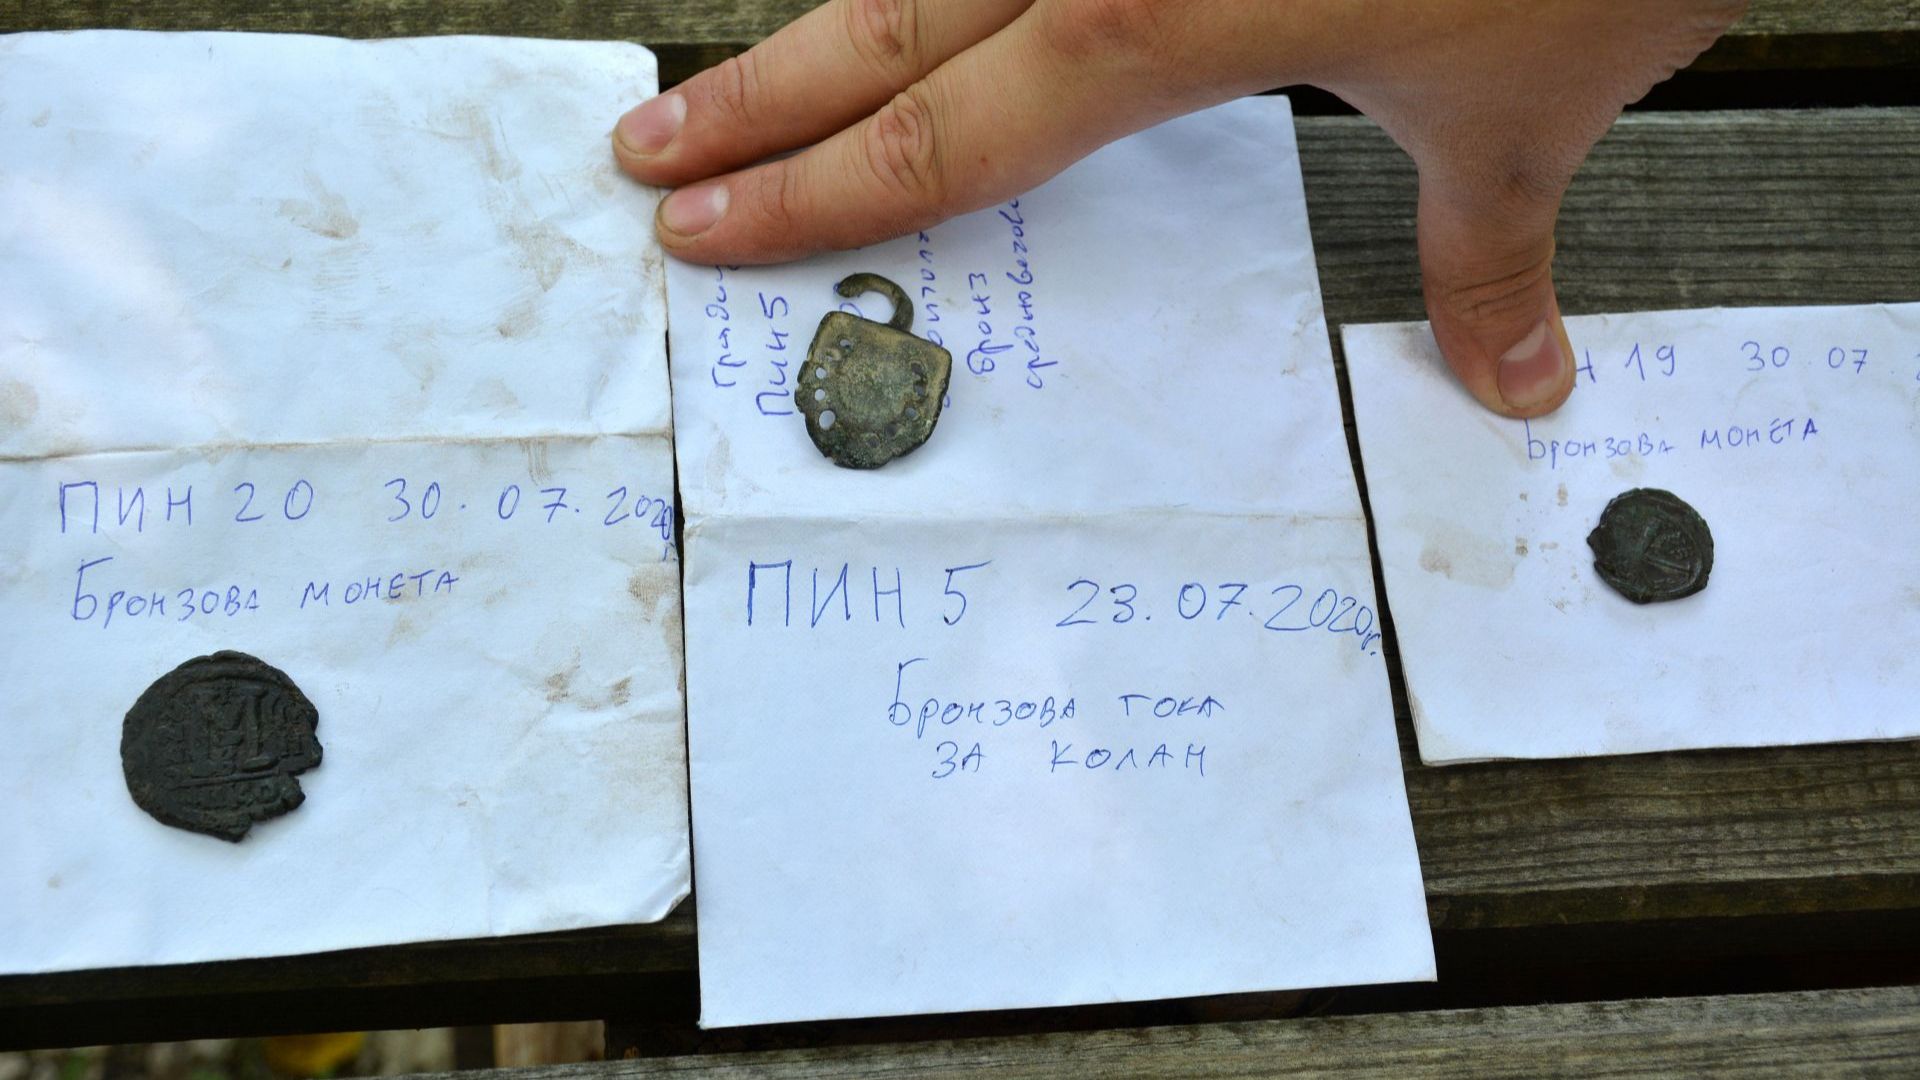 ПИН 20 30.07.2020
Бронзова монета
Пин 5
бронз
ПИН 5 23.07.2020г.
Бронзова тока
за колан
Н 19 30.07.
Бронзова монета